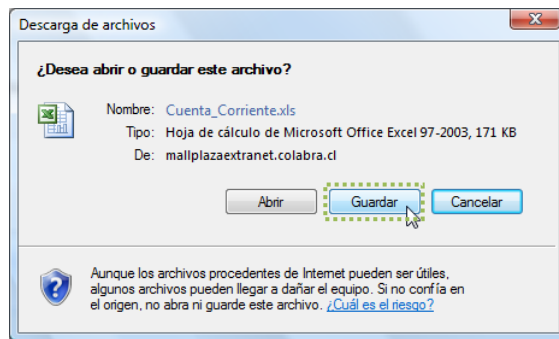 Descarga de archivos
¿Desea abrir o guardar este archivo?
Nombre: Cuenta_Corriente.xls
Tipo: Hoja de cálculo de Microsoft Office Excel 97-2003, 171 KB
De: mallplazaextranet.colabra.cl
Abrir Guardar Cancelar
Aunque los archivos procedentes de Internet pueden ser útiles,
algunos archivos pueden llegar a dañar el equipo. Si no confía en
el origen, no abra ni guarde este archivo. ¿Cuál es el riesgo?